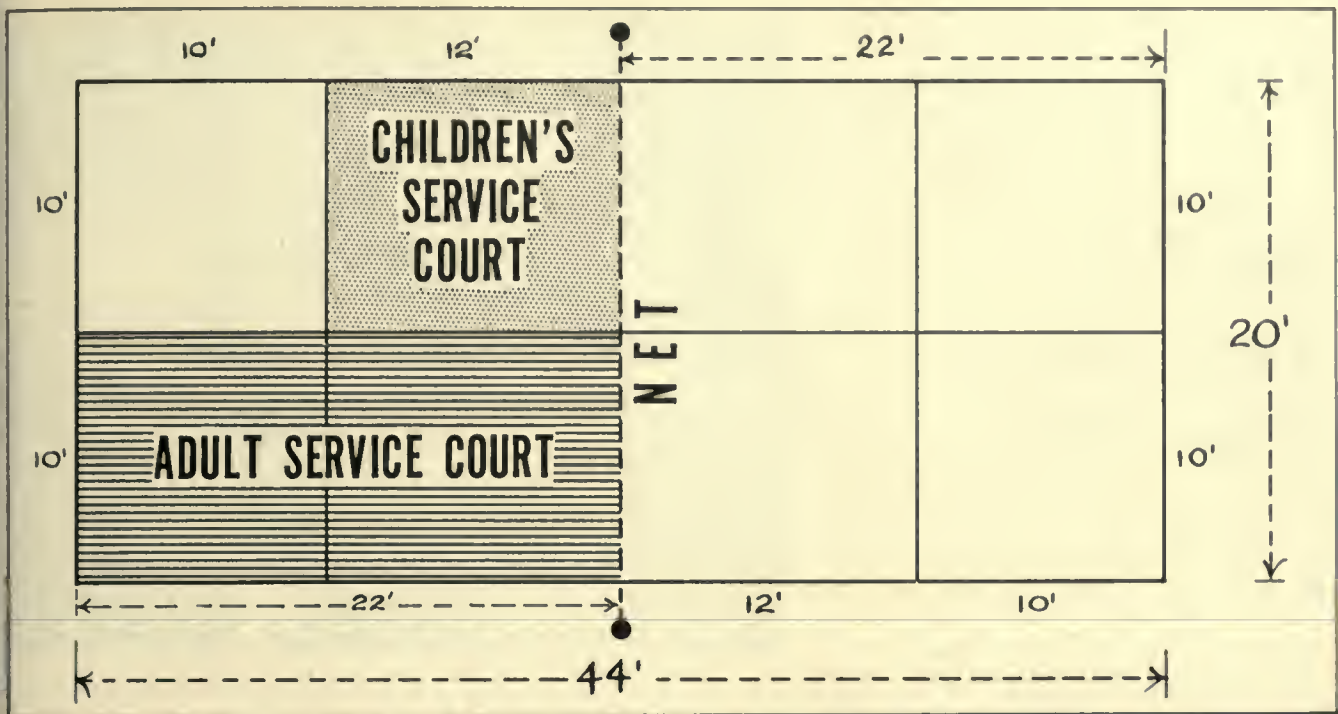 10' 12' 22'
CHILDREN'S
SERVICE
COURT
10' 10'
NET
20'
10' ADULT SERVICE COURT 10'
22' 12' 10'
44'